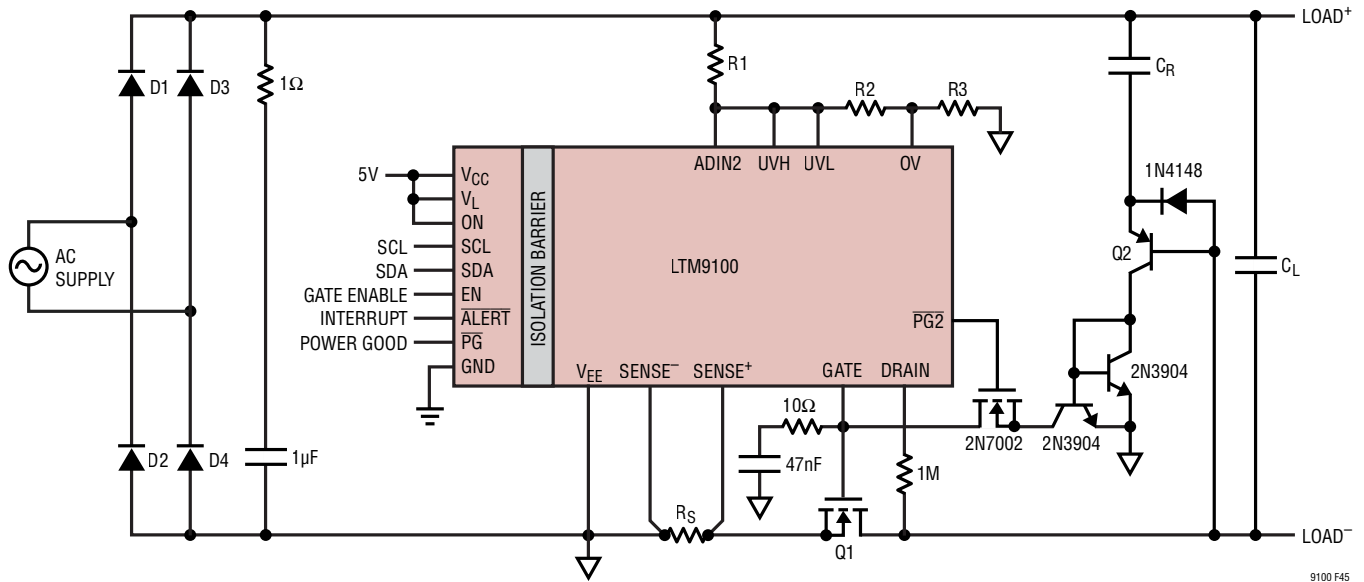 LOAD+
D1
D3
1Ω
R1
R2
R3
CR
ADIN2
UVH
UVL
OV
5V
VCC
VL
ON
SCL
SCL
SDA
SDA
GATE ENABLE
EN
INTERRUPT
ALERT
POWER GOOD
PG
GND
ISOLATION BARRIER
LTM9100
AC
SUPPLY
1N4148
Q2
CL
PG2
VEE
SENSE−
SENSE+
GATE
DRAIN
2N3904
10Ω
2N7002
2N3904
D2
D4
1µF
47nF
1M
RS
Q1
LOAD−
9100 F45